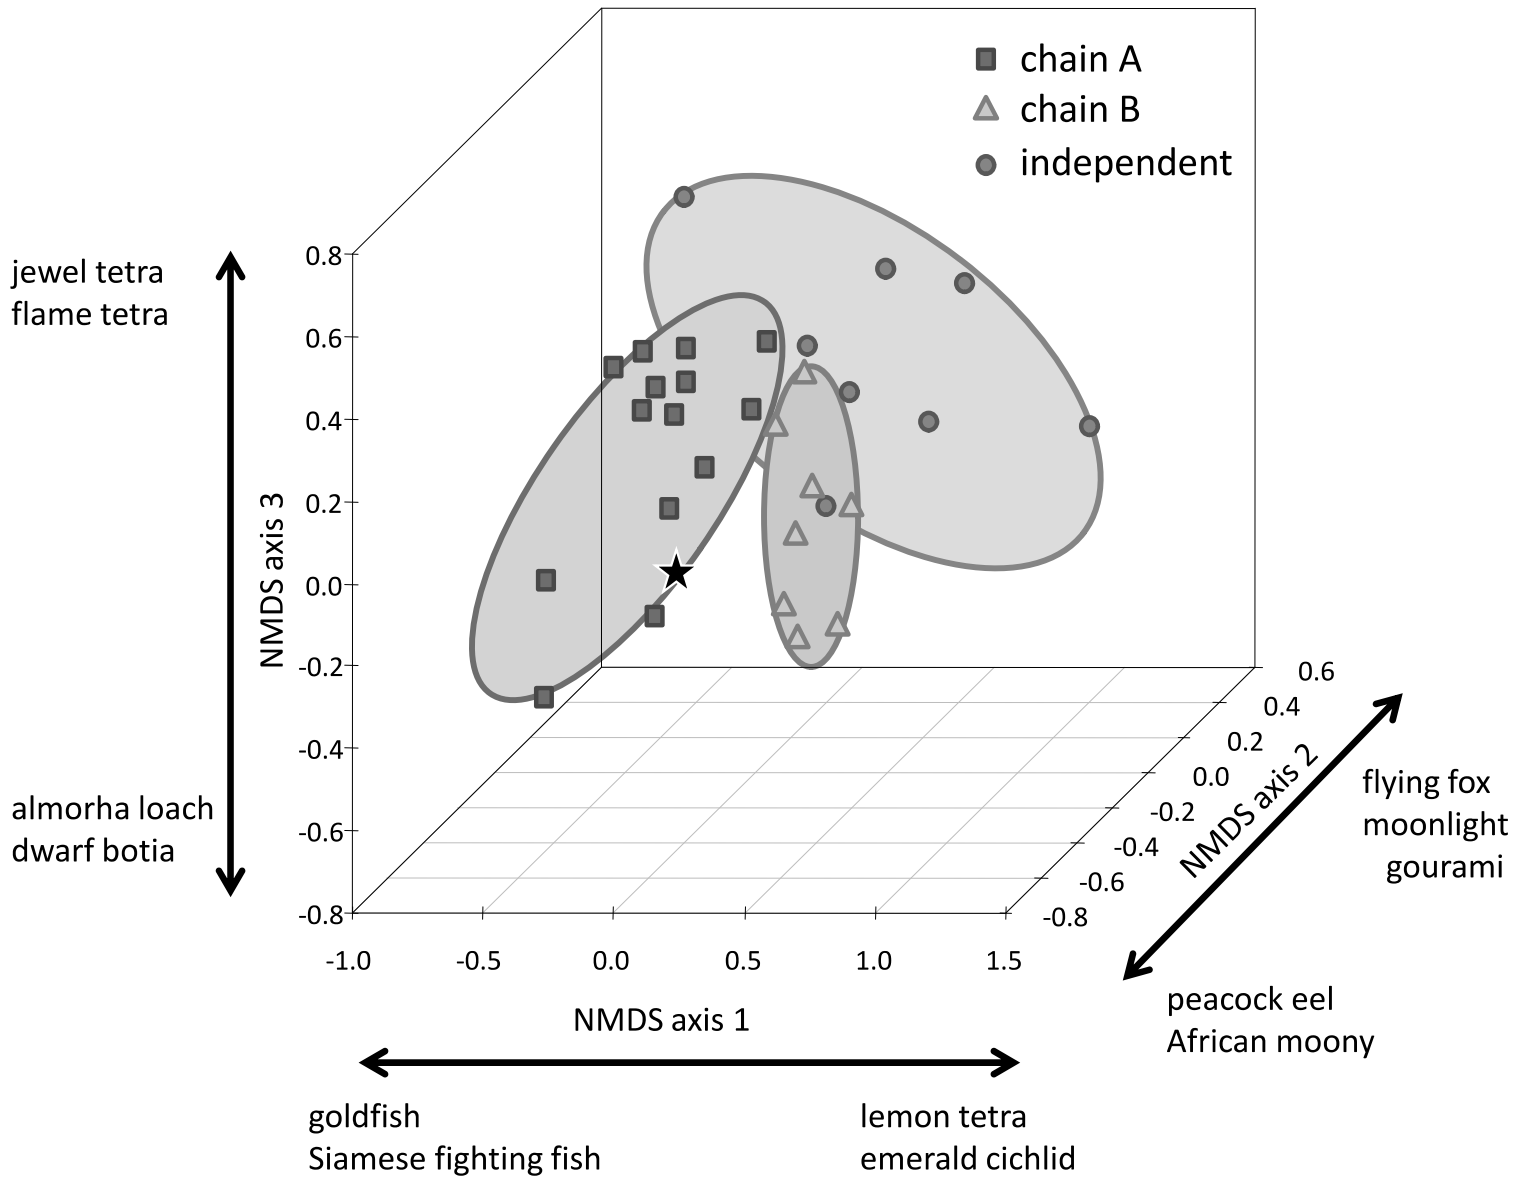 chain A
chain B
independent
jewel tetra
flame tetra
almorha loach
dwarf botia
NMDS axis 3
0.8
0.6
0.4
0.2
0.0
-0.2
-0.4
-0.6
-0.8
-1.0 -0.5 0.0 0.5 1.0 1.5
NMDS axis 1
goldfish
Siamese fighting fish
lemon tetra
emerald cichlid
0.6
0.4
0.2
0.0
-0.2
-0.4
-0.6
-0.8
NMDS axis 2
flying fox
moonlight
gourami
peacock eel
African moony